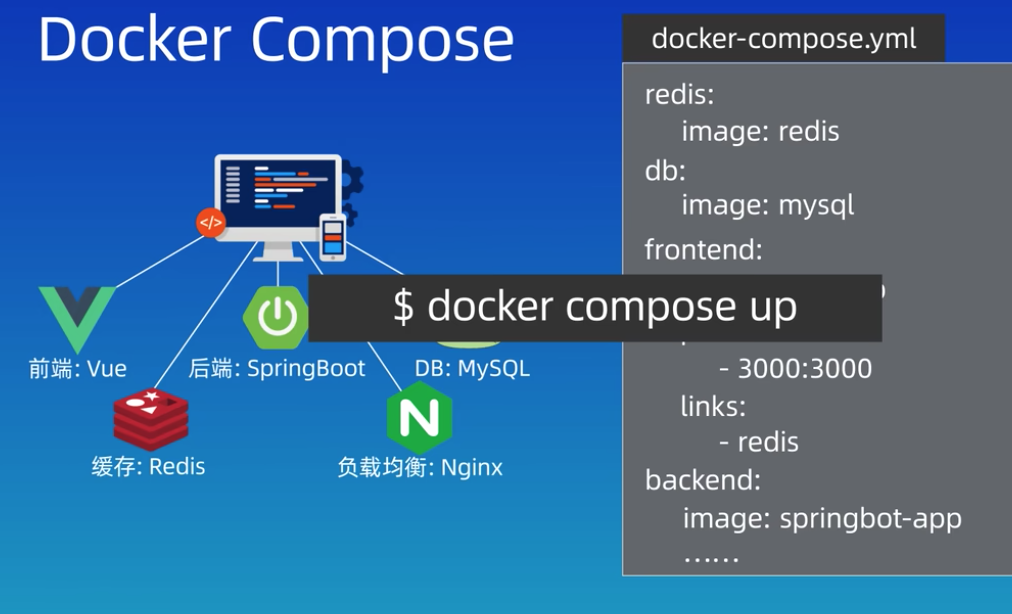 Docker Compose
docker-compose.yml
redis:
image: redis
db:
image: mysql
frontend:
$ docker compose up
- 3000:3000
links:
- redis
backend:
image: springbot-app
……
</>
前端: Vue
后端: SpringBoot
DB: MySQL
缓存: Redis
负载均衡: Nginx
N